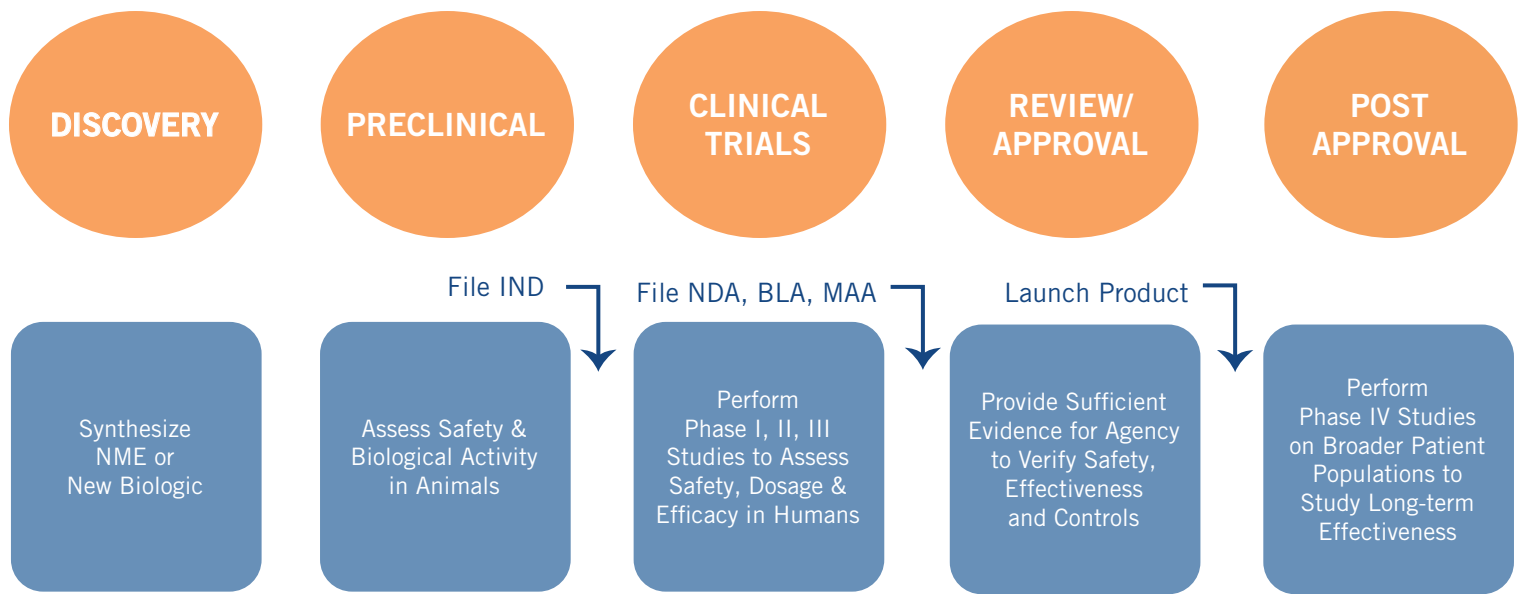 DISCOVERY
PRECLINICAL
CLINICAL
TRIALS
REVIEW/
APPROVAL
POST
APPROVAL
File IND
File NDA, BLA, MAA
Launch Product
Synthesize
NME or
New Biologic
Assess Safety &
Biological Activity
in Animals
Perform
Phase I, II, III
Studies to Assess
Safety, Dosage &
Efficacy in Humans
Provide Sufficient
Evidence for Agency
to Verify Safety,
Effectiveness
and Controls
Perform
Phase IV Studies
on Broader Patient
Populations to
Study Long-term
Effectiveness